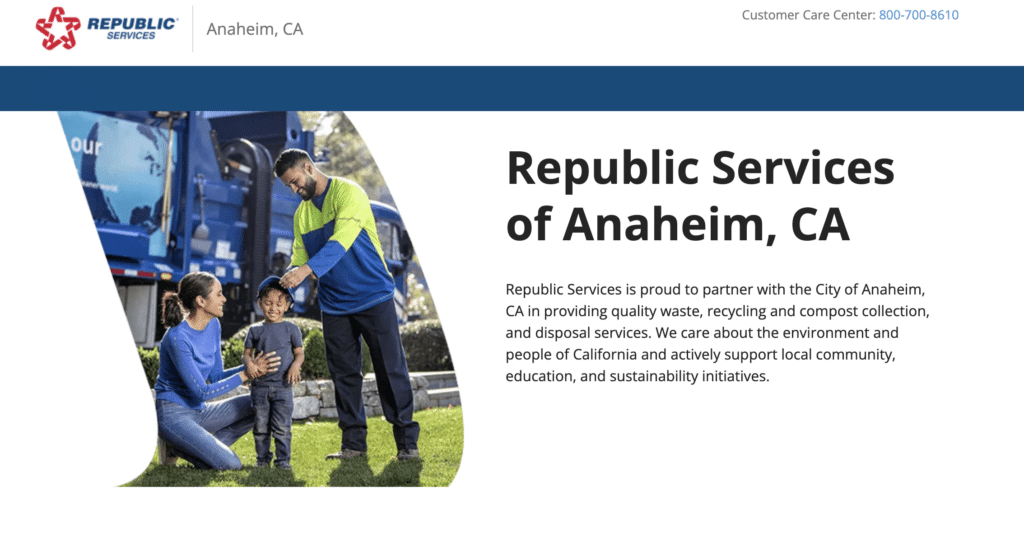 REPUBLIC
SERVICES
Anaheim, CA
Customer Care Center: 800-700-8610
our
Republic Services
of Anaheim, CA
Republic Services is proud to partner with the City of Anaheim,
CA in providing quality waste, recycling and compost collection,
and disposal services. We care about the environment and
people of California and actively support local community,
education, and sustainability initiatives.